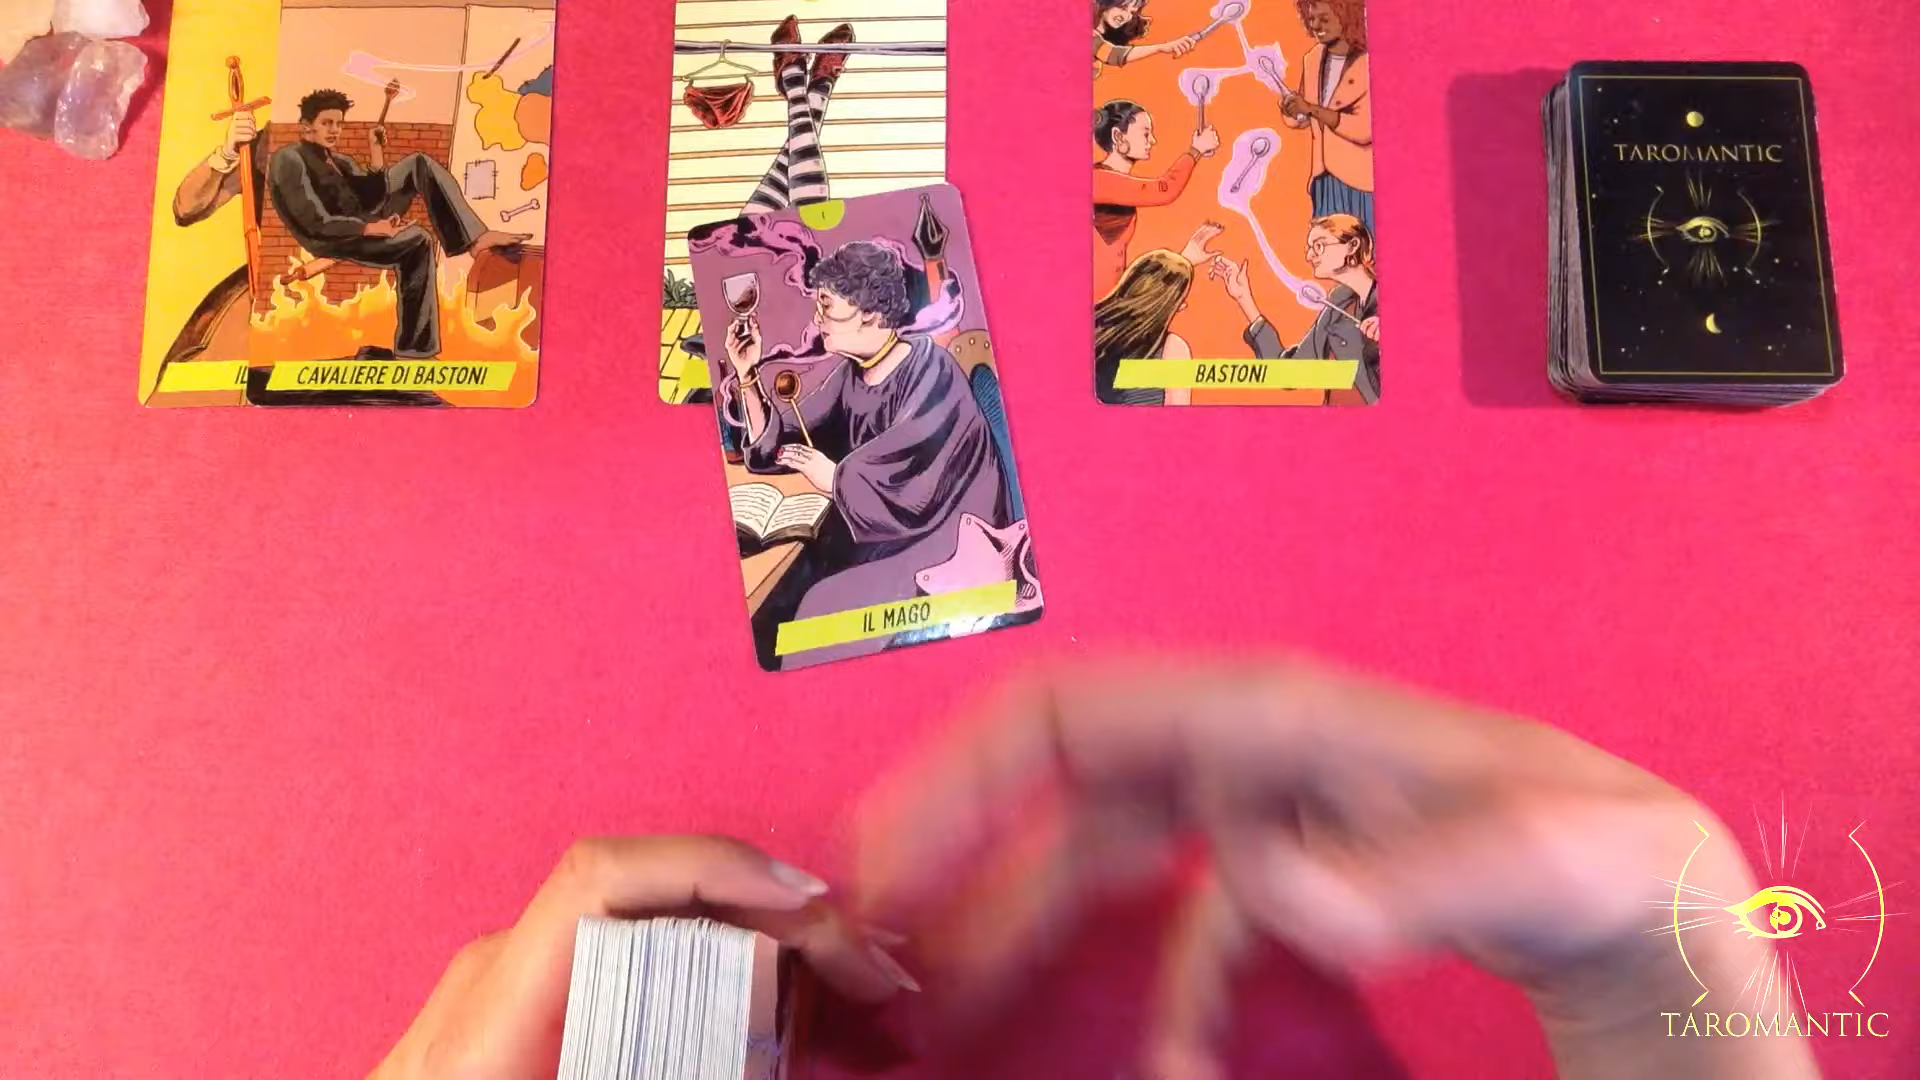 IL
CAVALIERE DI BASTONI
BASTONI
TAROMANTIC
I
IL MAGO
TAROMANTIC